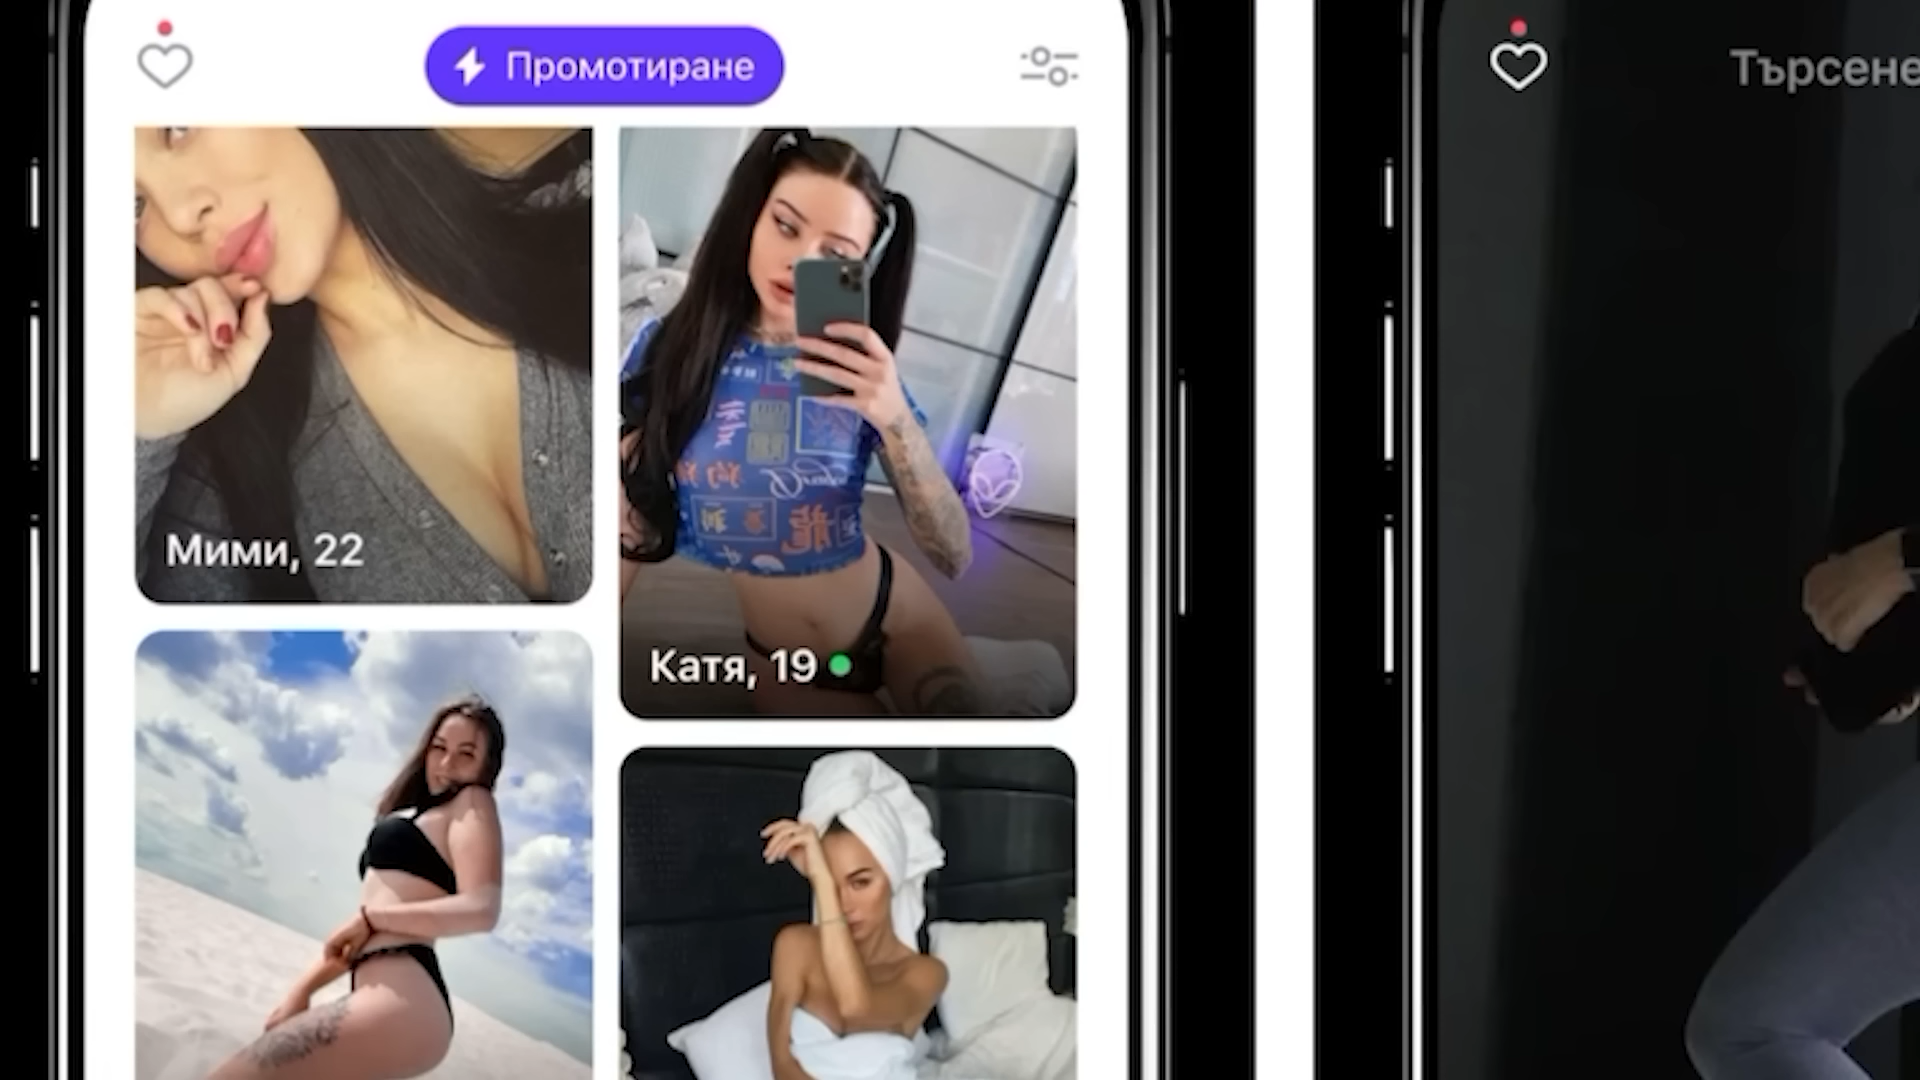 Промотиране
Търсене
Мими, 22
Катя, 19